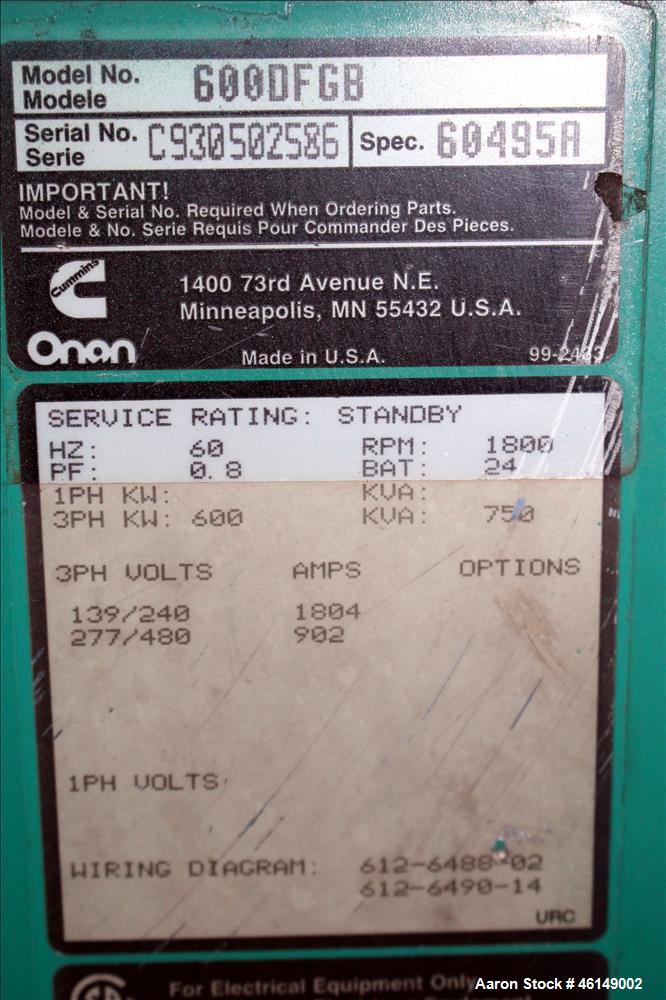 Model No. 600DFGB
Modele
Serial No. C930502586 Spec. 60495A
Serie
IMPORTANT!
Model & Serial No. Required When Ordering Parts.
Modele & No. Serie Requis Pour Commander Des Pieces.
Cummins
1400 73rd Avenue N.E.
Minneapolis, MN 55432 U.S.A.
Onan
Made in U.S.A. 99-2433
SERVICE RATING: STANDBY
HZ: 60 RPM: 1800
PF: 0.8 BAT: 24
1PH KW: KVA:
3PH KW: 600 KVA: 750
3PH VOLTS AMPS OPTIONS
139/240 1804
277/480 902
1PH VOLTS
WIRING DIAGRAM: 612-6488-02
612-6490-14
URC
For Electrical Equipment Only
Aaron Stock # 46149002